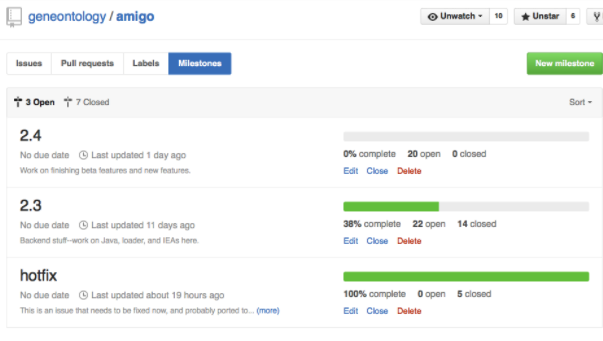 geneontology / amigo
Unwatch 10 Unstar 6
Issues Pull requests Labels Milestones New milestone
3 Open 7 Closed Sort
2.4
No due date Last updated 1 day ago
Work on finishing beta features and new features.
0% complete 20 open 0 closed
Edit Close Delete
2.3
No due date Last updated 11 days ago
Backend stuff--work on Java, loader, and IEAs here.
38% complete 22 open 14 closed
Edit Close Delete
hotfix
No due date Last updated about 19 hours ago
This is an issue that needs to be fixed now, and probably ported to... (more)
100% complete 0 open 5 closed
Edit Close Delete